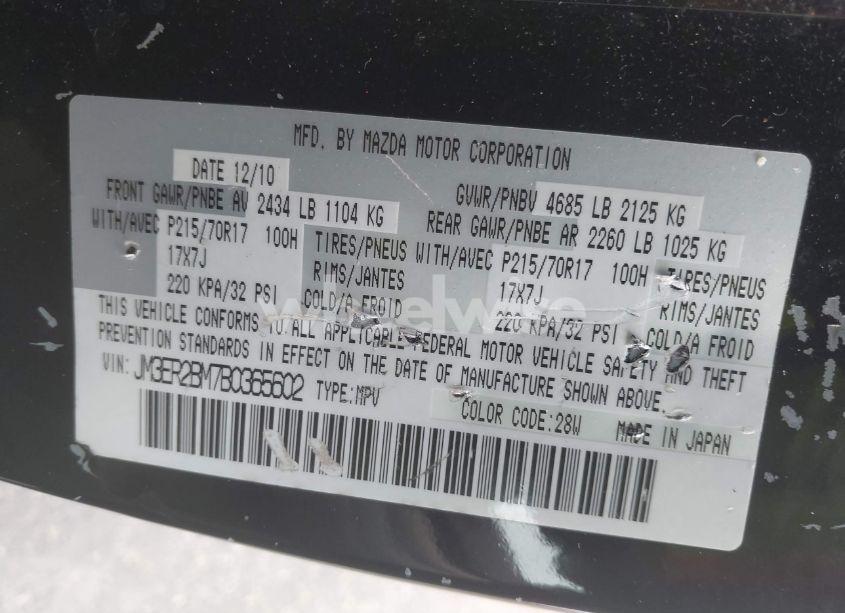 MFD. BY MAZDA MOTOR CORPORATION
DATE 12/10 GVWR/PNBV 4685 LB 2125 KG
FRONT GAWR/PNBE AV 2434 LB 1104 KG REAR GAWR/PNBE AR 2260 LB 1025 KG
WITH/AVEC P215/70R17 100H TIRES/PNEUS WITH/AVEC P215/70R17 100H TIRES/PNEUS
17X7J RIMS/JANTES 17X7J RIMS/JANTES
220 KPA/32 PSI COLD/A FROID 220 KPA/32 PSI COLD/A FROID
THIS VEHICLE CONFORMS TO ALL APPLICABLE FEDERAL MOTOR VEHICLE SAFETY AND THEFT
PREVENTION STANDARDS IN EFFECT ON THE DATE OF MANUFACTURE SHOWN ABOVE.
VIN: JM3ER2BM7B0365602 TYPE:MPV COLOR CODE:28W MADE IN JAPAN